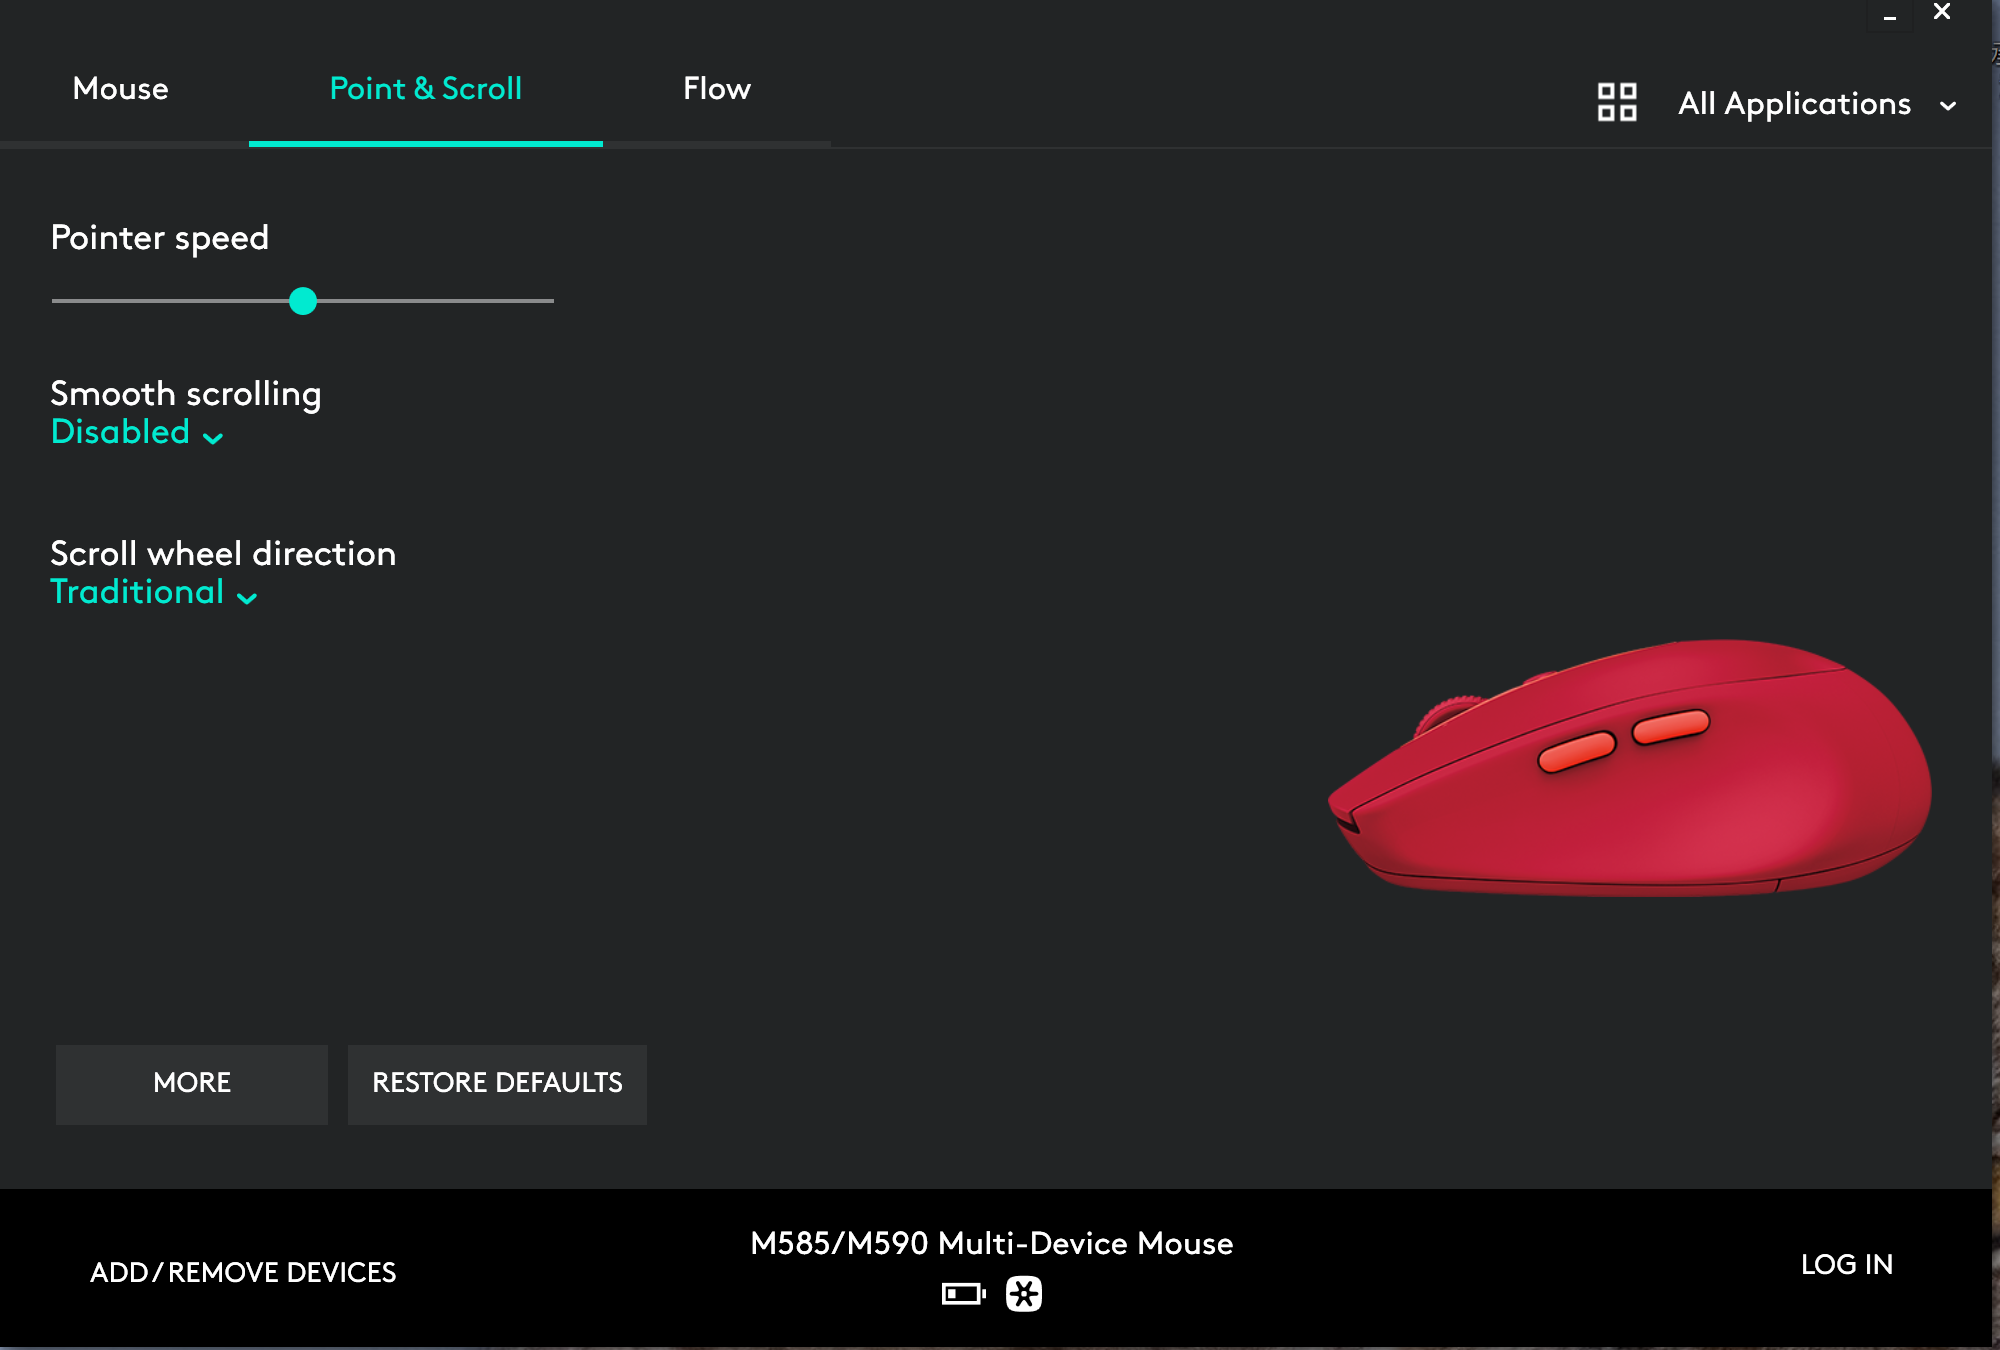 Mouse
Point & Scroll
Flow
All Applications
Pointer speed
Smooth scrolling
Disabled
Scroll wheel direction
Traditional
MORE
RESTORE DEFAULTS
ADD/REMOVE DEVICES
M585/M590 Multi-Device Mouse
LOG IN